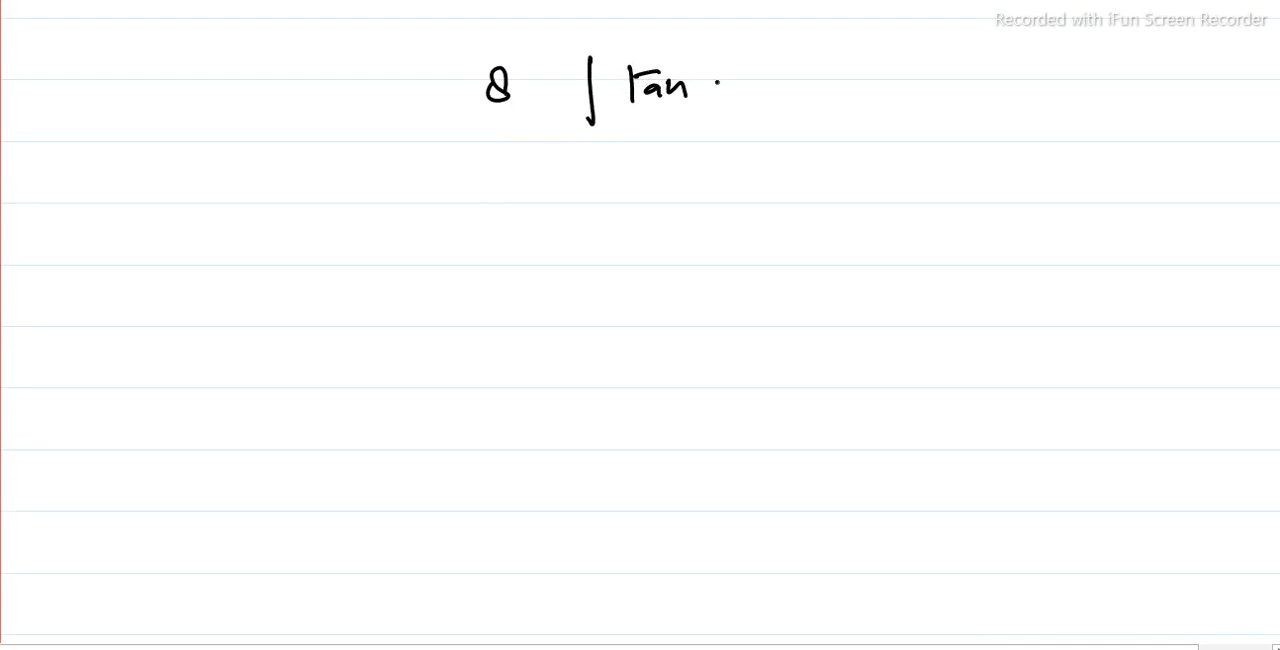 Recorded with iFun Screen Recorder
8 ∫ tan ·